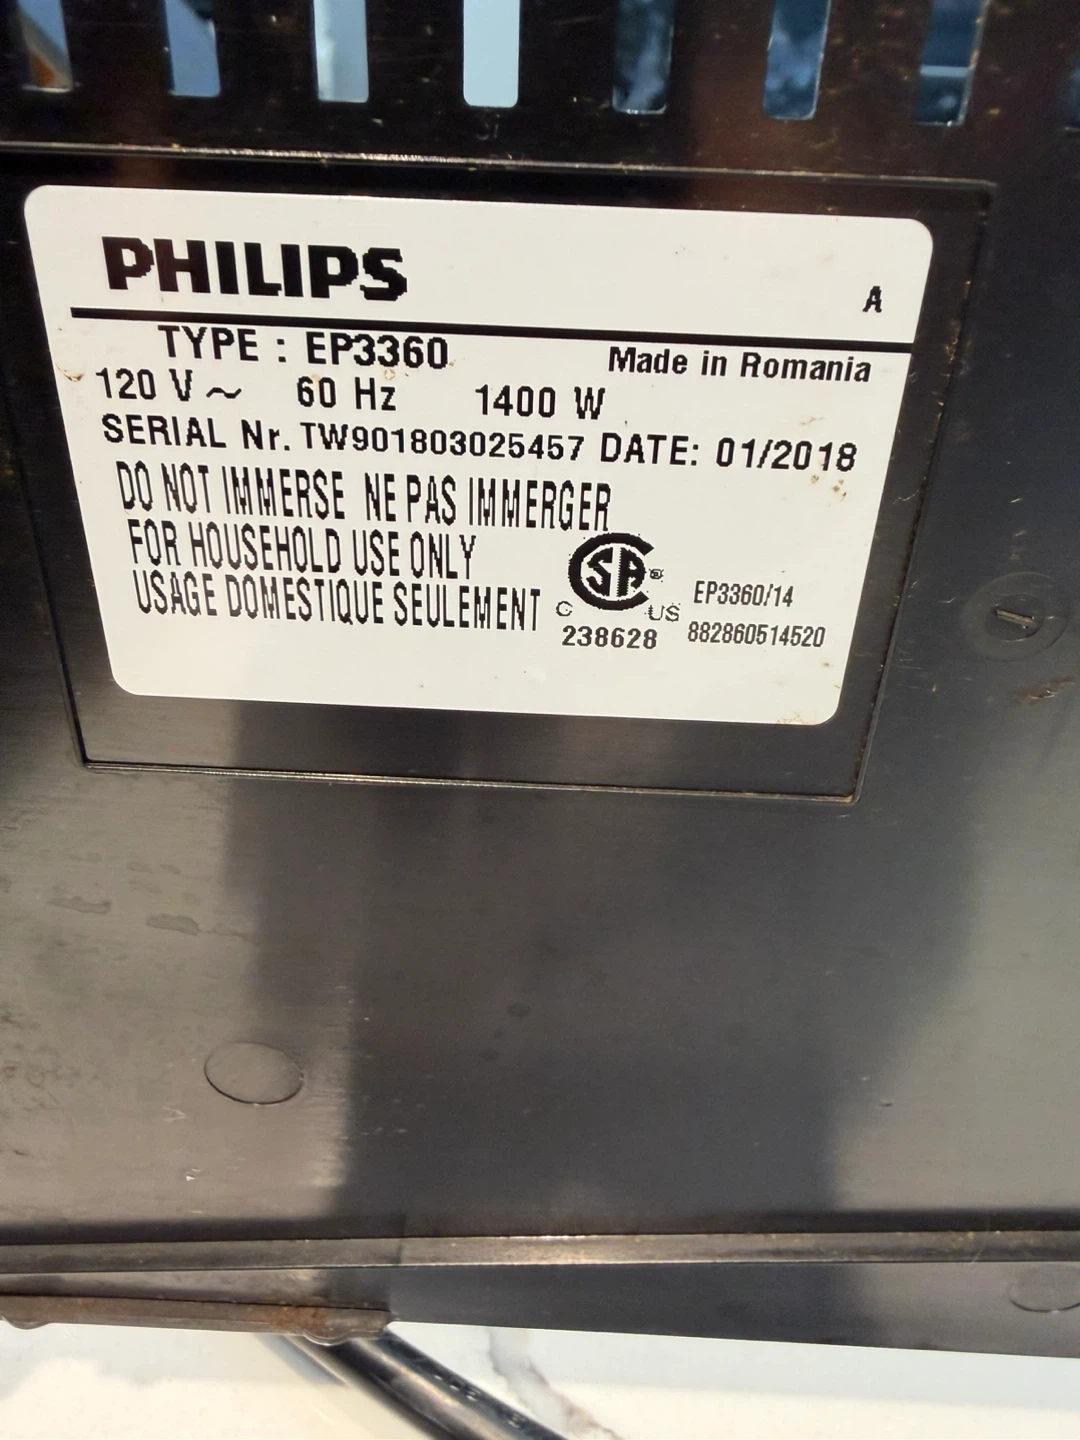 PHILIPS
A
TYPE : EP3360 Made in Romania
120 V ~ 60 Hz 1400 W
SERIAL Nr. TW901803025457 DATE: 01/2018
DO NOT IMMERSE NE PAS IMMERGER
FOR HOUSEHOLD USE ONLY
USAGE DOMESTIQUE SEULEMENT
CSA ®
C US
238628
EP3360/14
882860514520